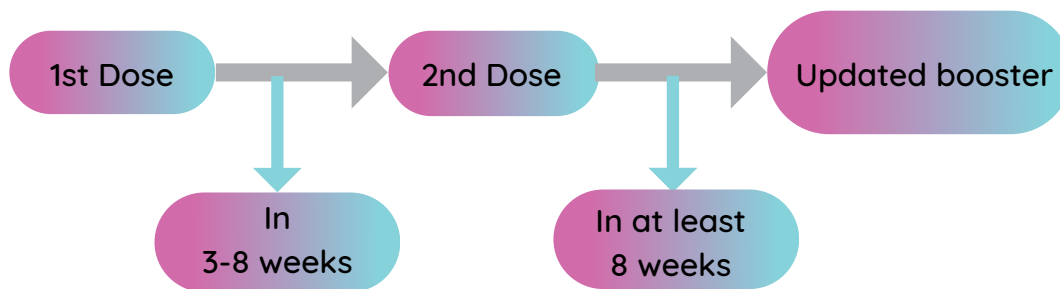 1st Dose
2nd Dose
Updated booster
In
3-8 weeks
In at least
8 weeks